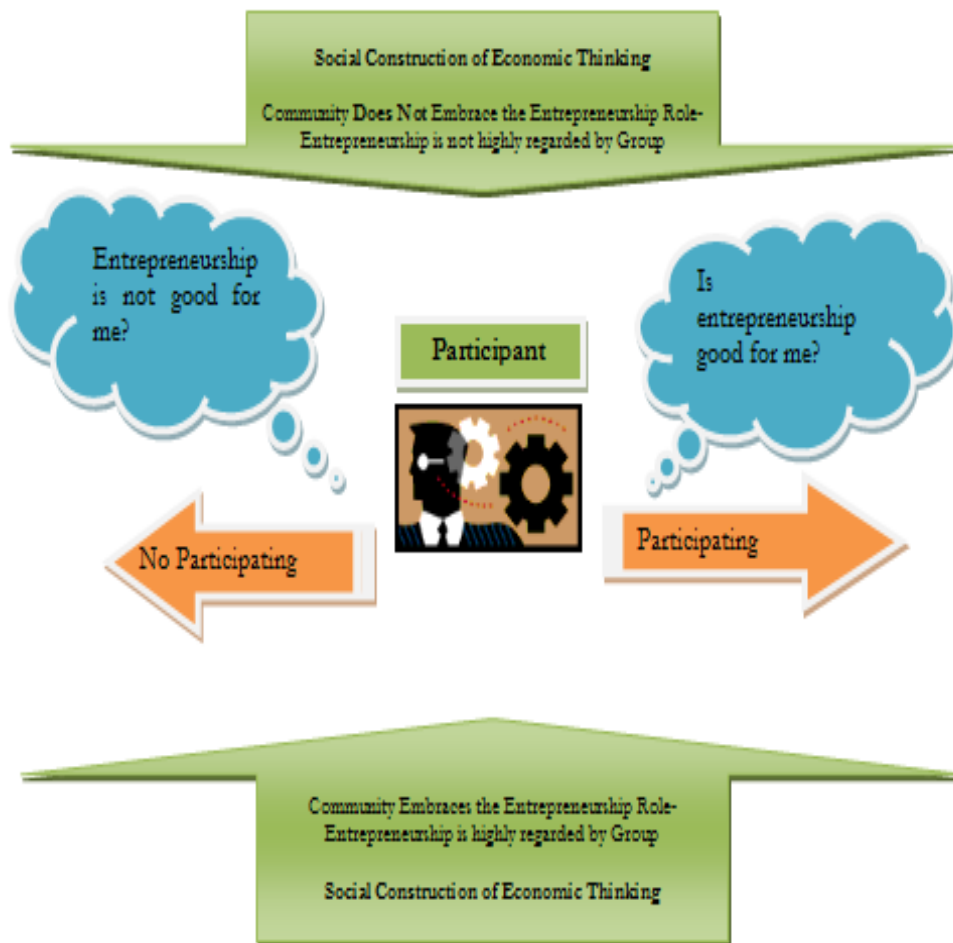 Social Construction of Economic Thinking
Community Does Not Embrace the Entrepreneurship Role-
Entrepreneurship is not highly regarded by Group
Entrepreneurship
is not good for
me?
Is
entrepreneurship
good for me?
Participant
No Participating
Participating
Community Embraces the Entrepreneurship Role-
Entrepreneurship is highly regarded by Group
Social Construction of Economic Thinking